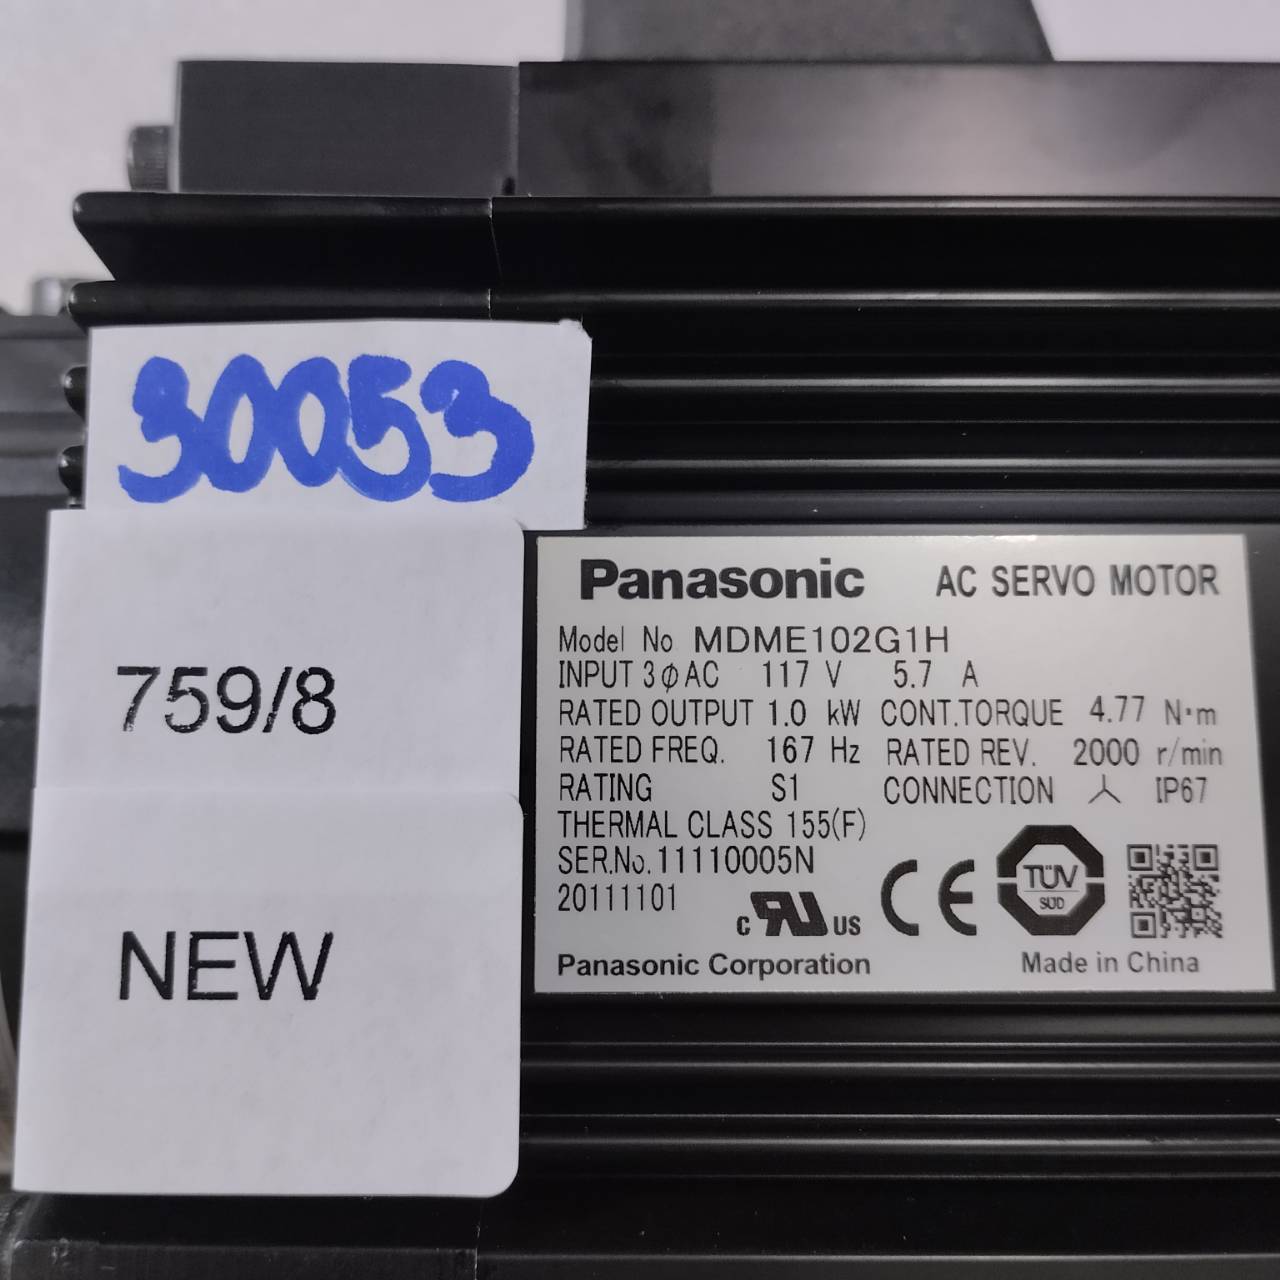 30053
759/8
NEW
Panasonic AC SERVO MOTOR
Model No MDME102G1H
INPUT 3φAC 117 V 5.7 A
RATED OUTPUT 1.0 kW CONT.TORQUE 4.77 N·m
RATED FREQ. 167 Hz RATED REV. 2000 r/min
RATING S1 CONNECTION 人 IP67
THERMAL CLASS 155(F)
SER.No.11110005N
20111101
c RU US CE TÜV SÜD
Panasonic Corporation Made in China